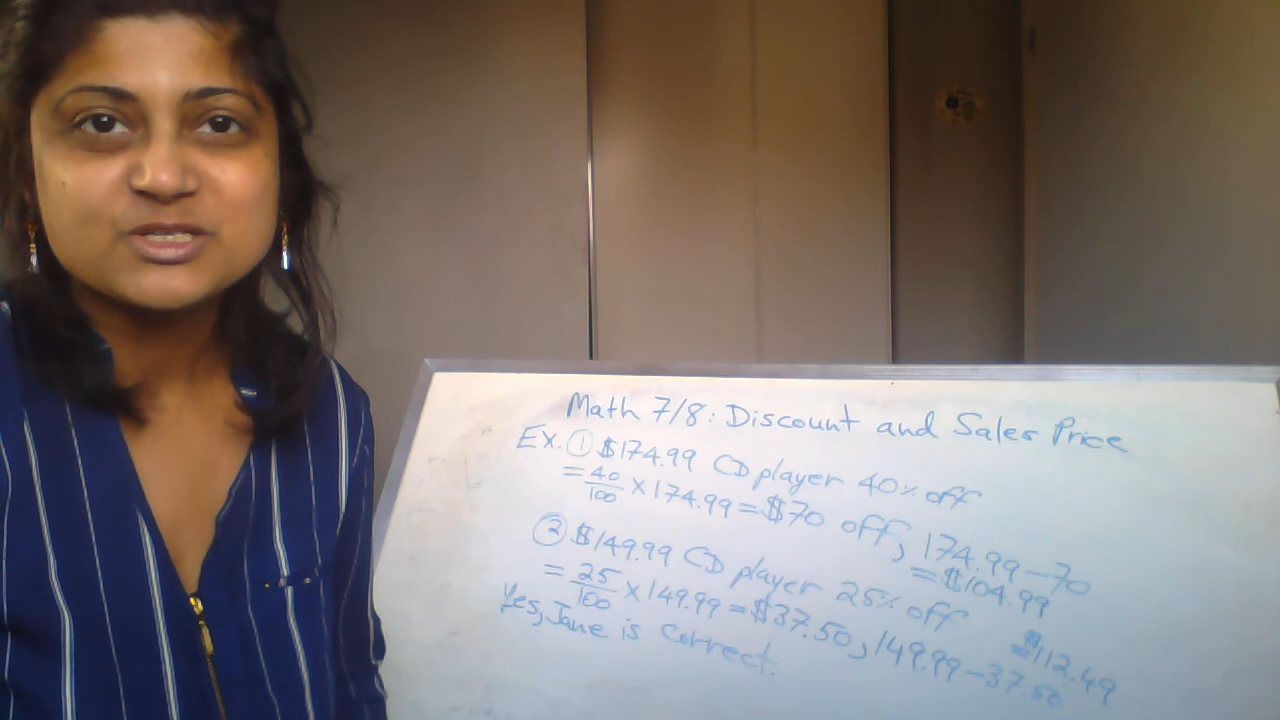 Math 7/8: Discount and Sales Price
Ex. ① $174.99 CD player 40% off
= 40/100 × 174.99 = $70 off, 174.99 - 70
= $104.99
② $149.99 CD player 25% off
= 25/100 × 149.99 = $37.50, 149.99 - 37.50
= $112.49
Yes, Jane is correct.